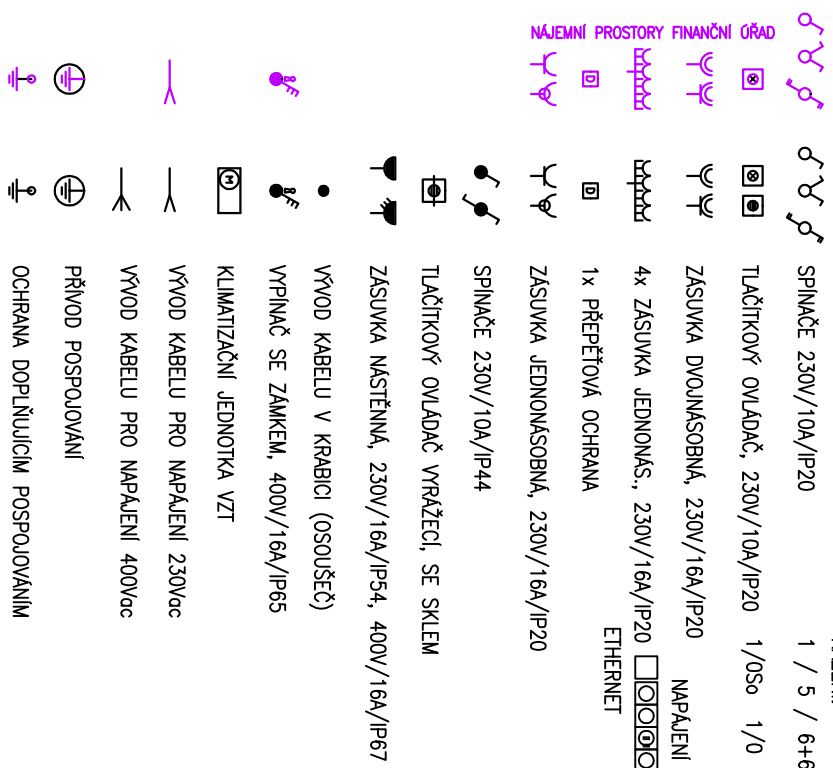 NÁJEMNÍ PROSTORY FINANČNÍ ÚŘAD
SPÍNAČE 230V/10A/IP20 1 / 5 / 6+6
TLAČÍTKOVÝ OVLÁDAČ, 230V/10A/IP20 1/0So 1/0
ZÁSUVKA DVOJNÁSOBNÁ, 230V/16A/IP20 NAPÁJENÍ
4x ZÁSUVKA JEDNONÁS., 230V/16A/IP20
ETHERNET
1x PŘEPĚŤOVÁ OCHRANA
D
D
ZÁSUVKA JEDNONÁSOBNÁ, 230V/16A/IP20
SPÍNAČE 230V/10A/IP44
TLAČÍTKOVÝ OVLÁDAČ VYRÁŽECÍ, SE SKLEM
ZÁSUVKA NÁSTĚNNÁ, 230V/16A/IP54, 400V/16A/IP67
VÝVOD KABELU V KRABICI (OSOUŠEČ)
VYPÍNAČ SE ZÁMKEM, 400V/16A/IP65
M
KLIMATIZAČNÍ JEDNOTKA VZT
VÝVOD KABELU PRO NAPÁJENÍ 230Vac
VÝVOD KABELU PRO NAPÁJENÍ 400Vac
PŘÍVOD POSPOJOVÁNÍ
OCHRANA DOPLŇUJÍCÍM POSPOJOVÁNÍM